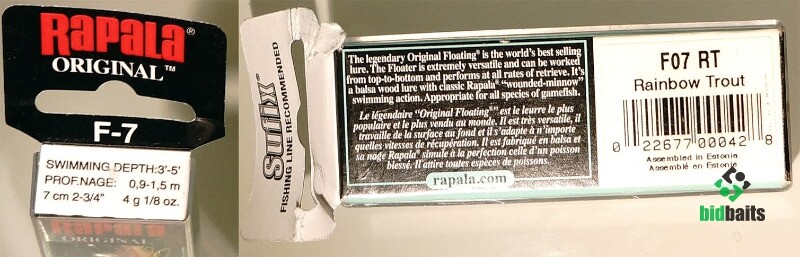 RAPALA
ORIGINAL™
F-7
SWIMMING DEPTH: 3'-5'
PROF.NAGE: 0,9-1,5 m
7 cm 2-3/4" 4 g 1/8 oz.
RAPALA
ORIGINAL
Sufix®
FISHING LINE RECOMMENDED
The legendary Original Floating® is the world's best selling
lure. The Floater is extremely versatile and can be worked
from top-to-bottom and performs at all rates of retrieve. It's
a balsa wood lure with classic Rapala® "wounded-minnow"
swimming action. Appropriate for all species of gamefish.
Le légendaire "Original Floating®" est le leurre le plus
populaire et le plus vendu au monde. Il est très versatile, il
travaille de la surface au fond et il s'adapte à n'importe
quelles vitesses de récupération. Il est fabriqué en balsa et
sa nage Rapala® simule à la perfection celle d'un poisson
blessé. Il attire toutes espèces de poissons.
rapala.com
F07 RT
Rainbow Trout
0 22677 00042 8
Assembled in Estonia
Assemblé en Estonie
bidbaits